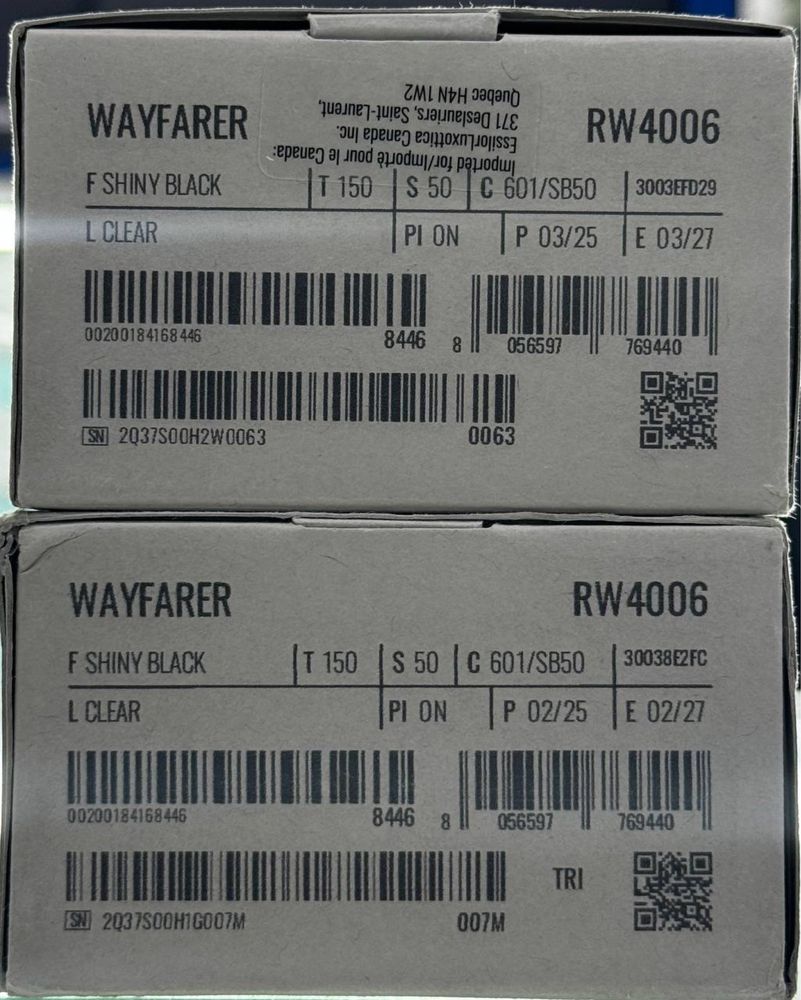 WAYFARER RW4006
Imported for/Importé pour le Canada:
EssilorLuxottica Canada Inc.
371 Deslauriers, Saint-Laurent,
Quebec H4N 1W2
F SHINY BLACK T 150 S 50 C 601/SB50 3003EFD29
L CLEAR PI ON P 03/25 E 03/27
00200184168446 8446 8 056597 769440
SN 2Q37S00H2W0063 0063
WAYFARER RW4006
F SHINY BLACK T 150 S 50 C 601/SB50 30038E2FC
L CLEAR PI ON P 02/25 E 02/27
00200184168446 8446 8 056597 769440
TRI
SN 2Q37S00H1G007M 007M